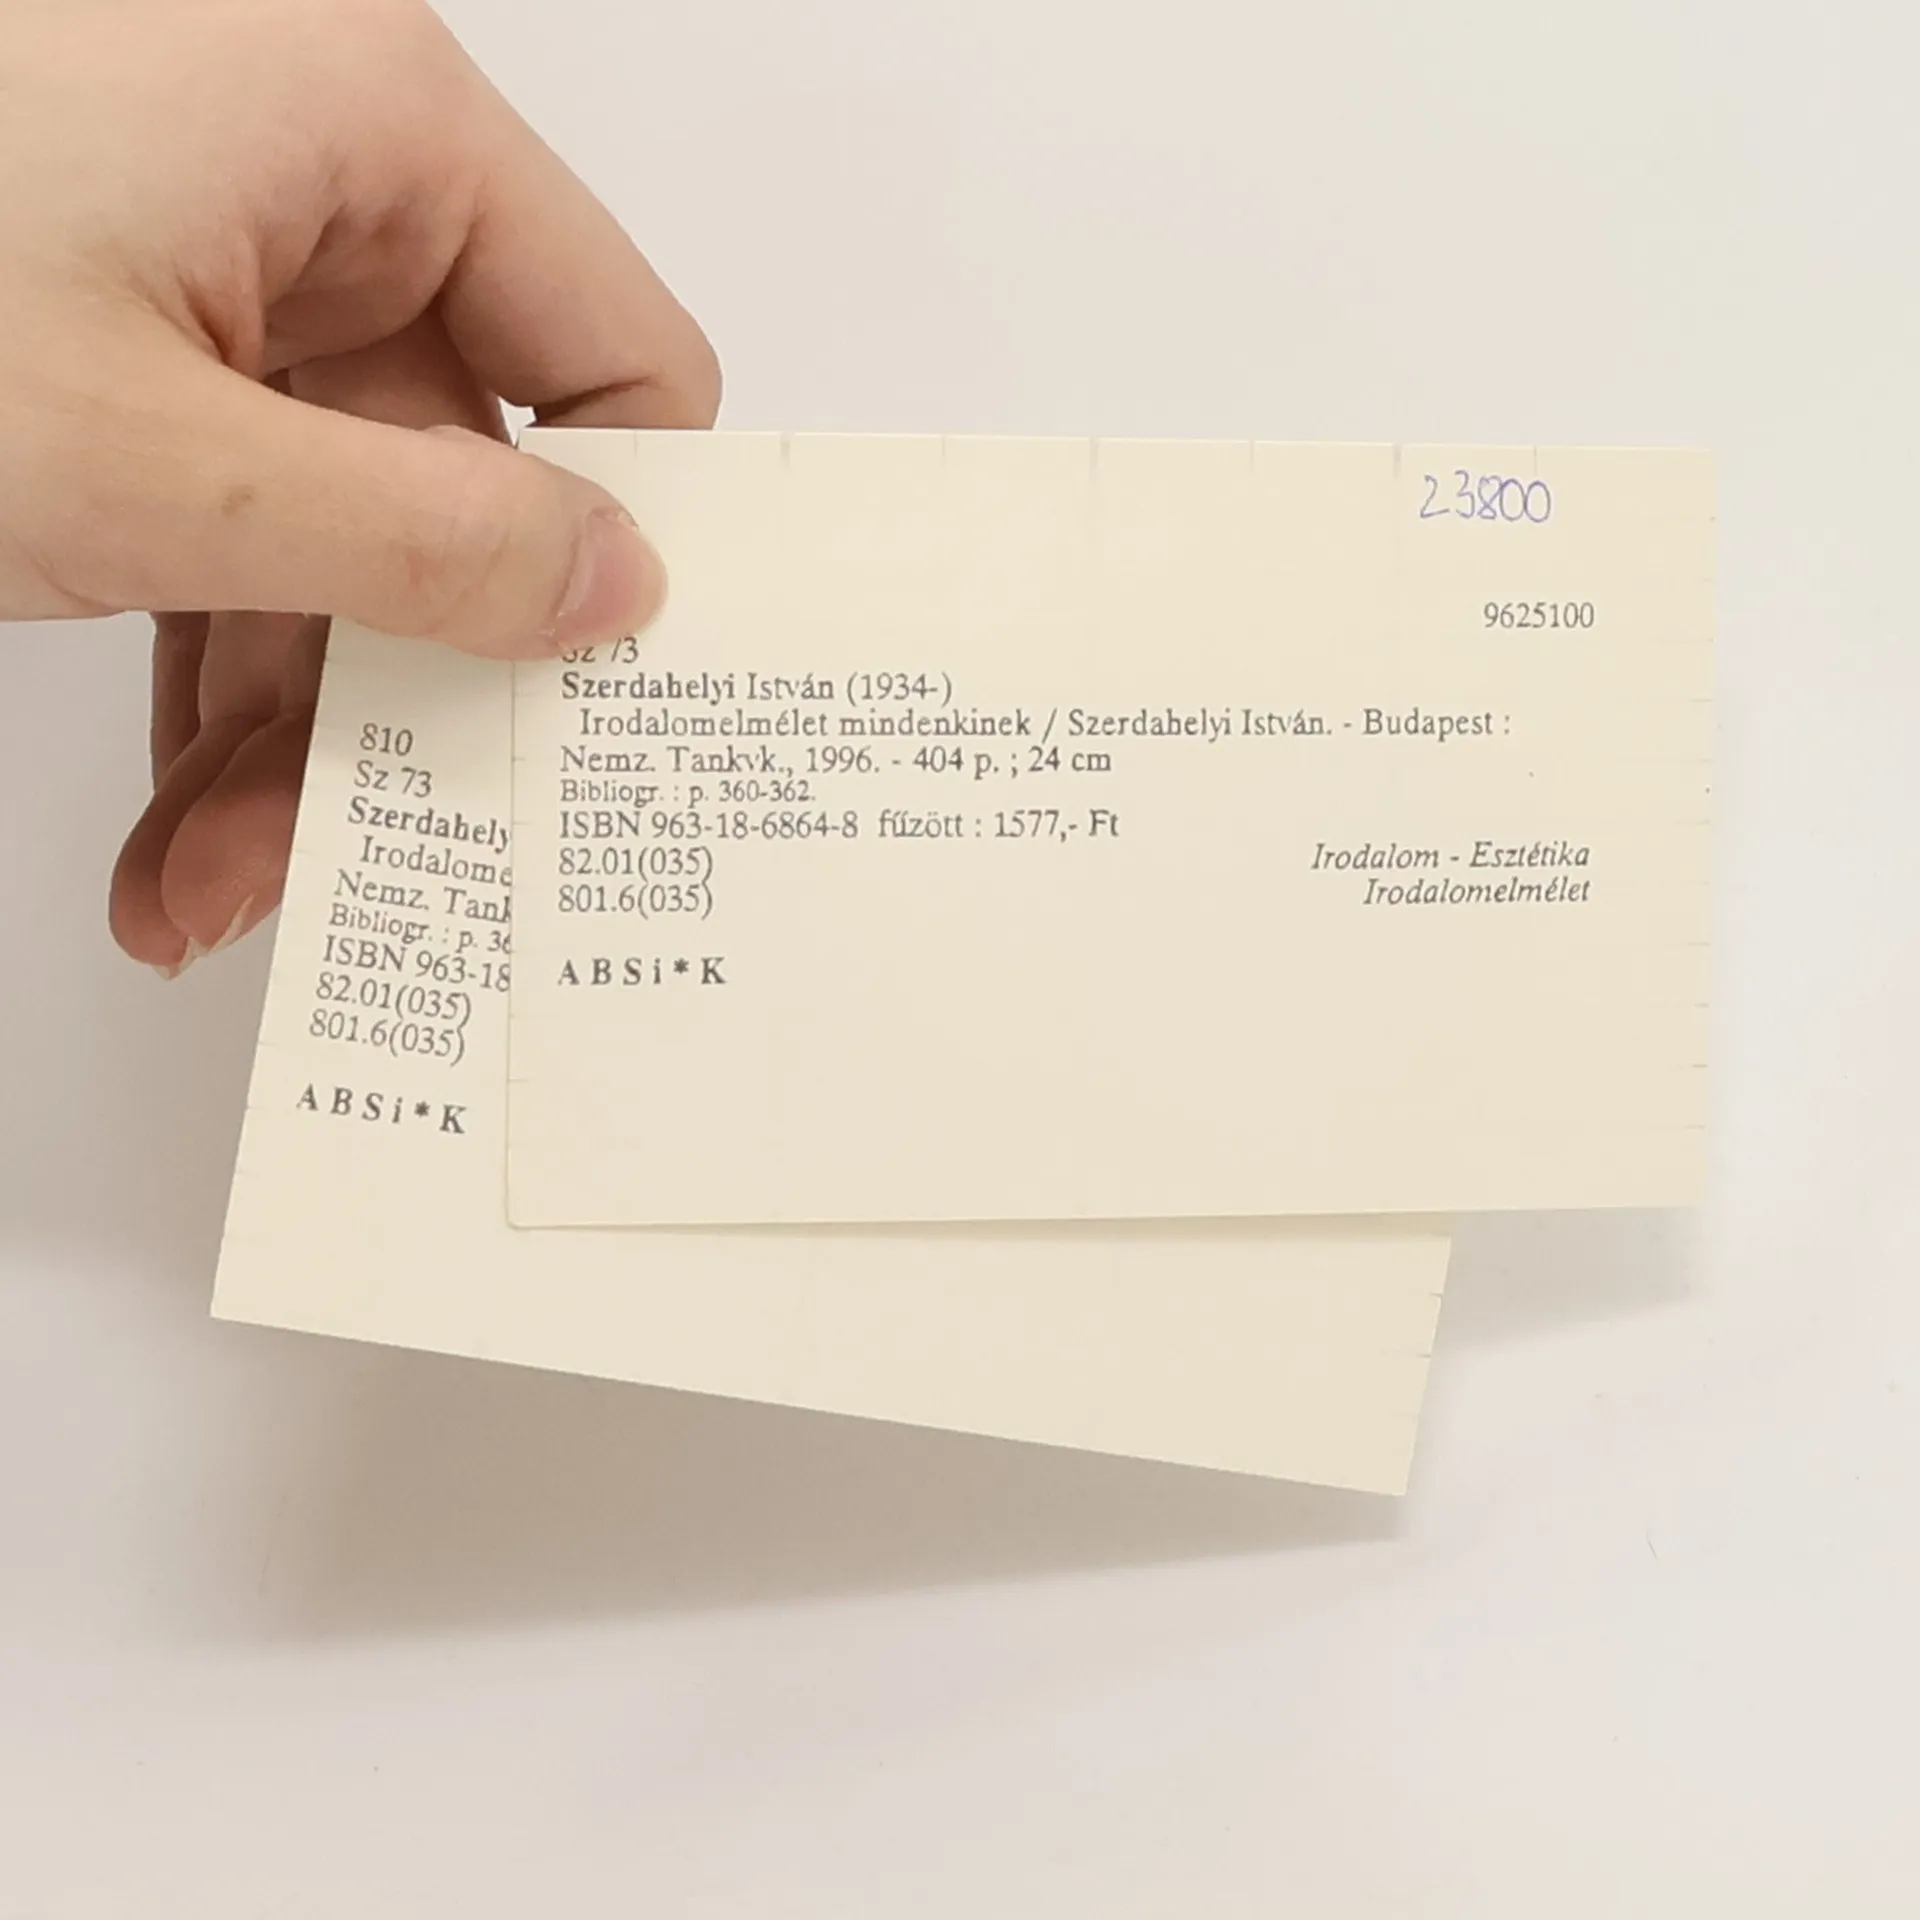 23800
9625100
Sz 73
Szerdahelyi István (1934-)
Irodalomelmélet mindenkinek / Szerdahelyi István. - Budapest :
Nemz. Tankvk., 1996. - 404 p. ; 24 cm
Bibliogr. : p. 360-362.
ISBN 963-18-6864-8 fűzött : 1577,- Ft
82.01(035)
801.6(035)
Irodalom - Esztétika
Irodalomelmélet
A B S i * K
810
Sz 73
Szerdahely
Irodalome
Nemz. Tank
Bibliogr. : p. 36
ISBN 963-18
82.01(035)
801.6(035)
A B S i * K